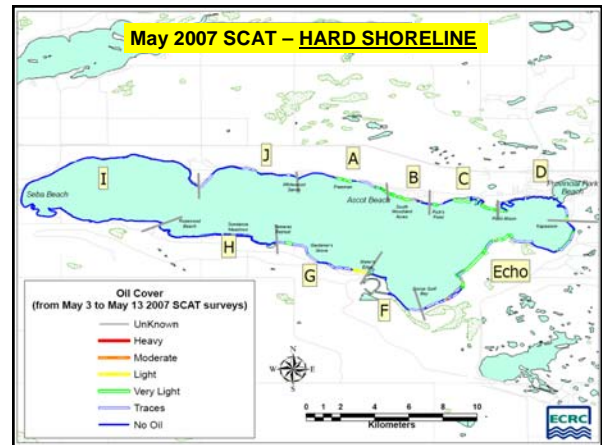 May 2007 SCAT – HARD SHORELINE
J
A
B
C
D
I
Seba Beach
Ascot Beach
Provincial Park
Beach
H
G
F
Echo
Oil Cover
(from May 3 to May 13 2007 SCAT surveys)
UnKnown
Heavy
Moderate
Light
Very Light
Traces
No Oil
N
W
E
S
0 1 2 4 6 8 10
Kilometers
ECRC